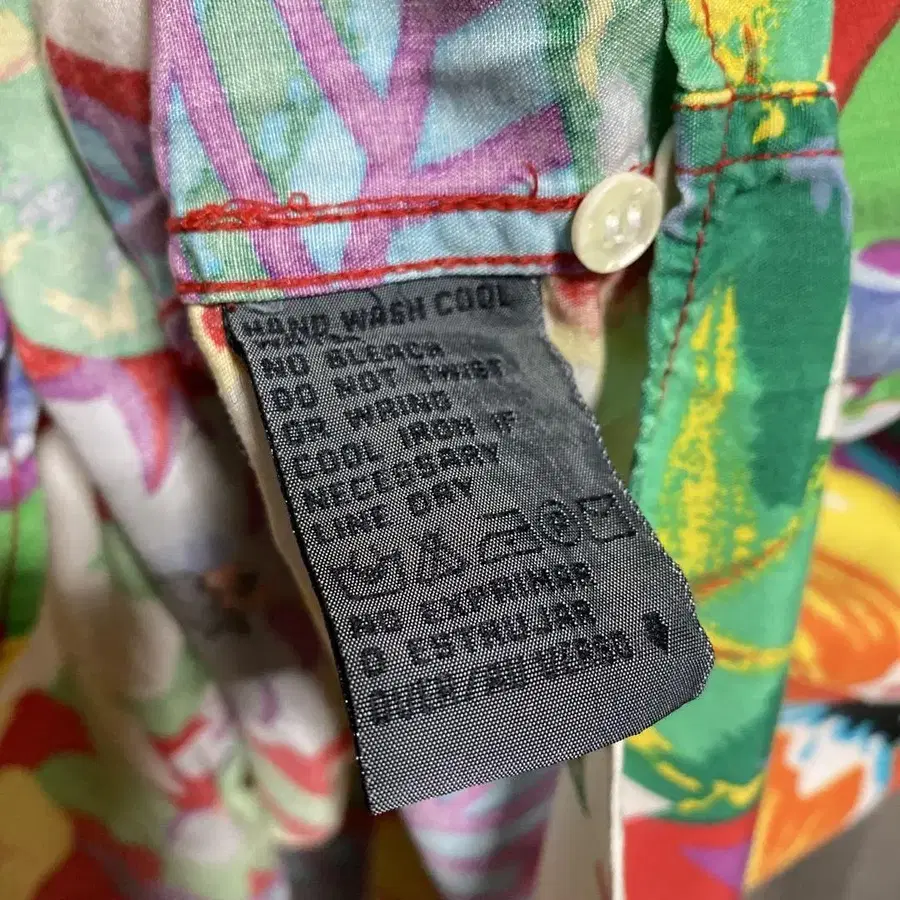 HAND WASH COOL
NO BLEACH
DO NOT TWIST
OR WRING
COOL IRON IF
NECESSARY
LINE DRY
NO EXPRIMAR
O ESTRUJAR
OVER/AU VERSO